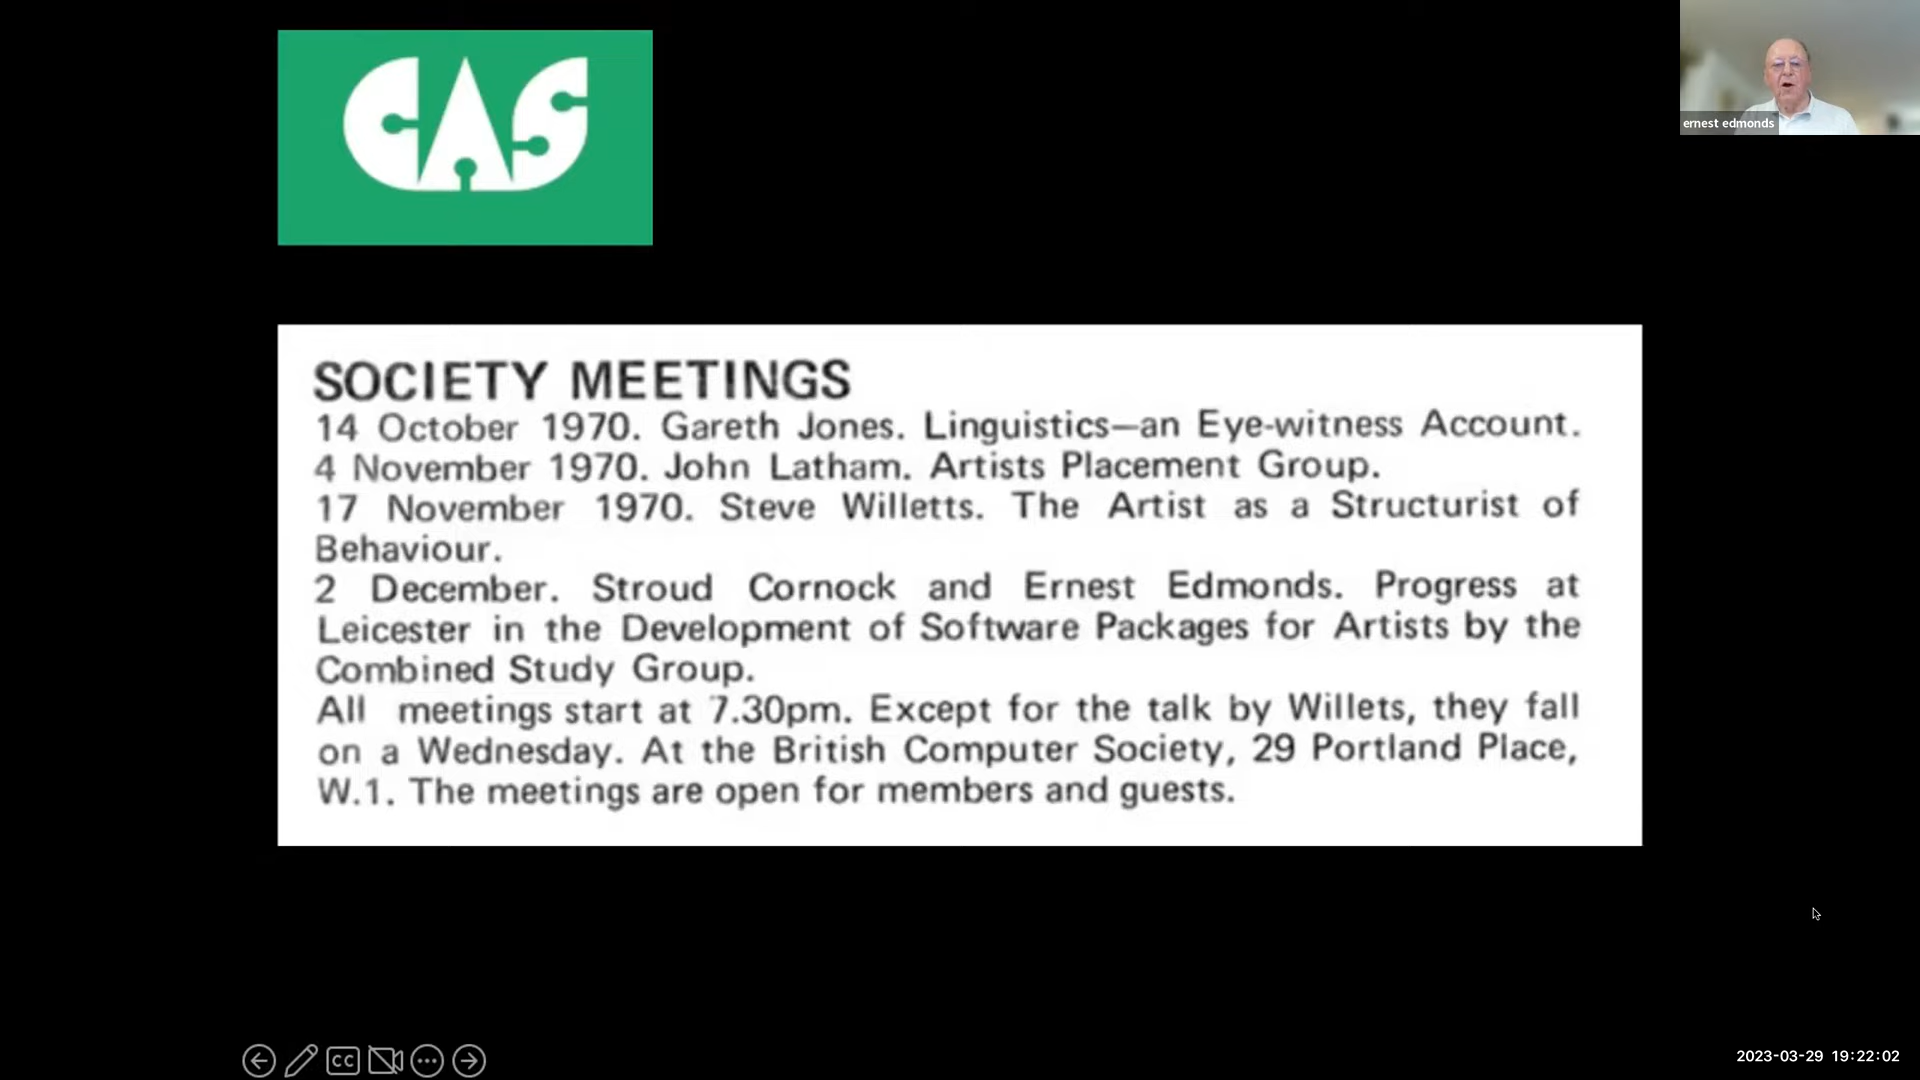 CAS
ernest edmonds
SOCIETY MEETINGS
14 October 1970. Gareth Jones. Linguistics—an Eye-witness Account.
4 November 1970. John Latham. Artists Placement Group.
17 November 1970. Steve Willetts. The Artist as a Structurist of
Behaviour.
2 December. Stroud Cornock and Ernest Edmonds. Progress at
Leicester in the Development of Software Packages for Artists by the
Combined Study Group.
All meetings start at 7.30pm. Except for the talk by Willets, they fall
on a Wednesday. At the British Computer Society, 29 Portland Place,
W.1. The meetings are open for members and guests.
CC
2023-03-29 19:22:02